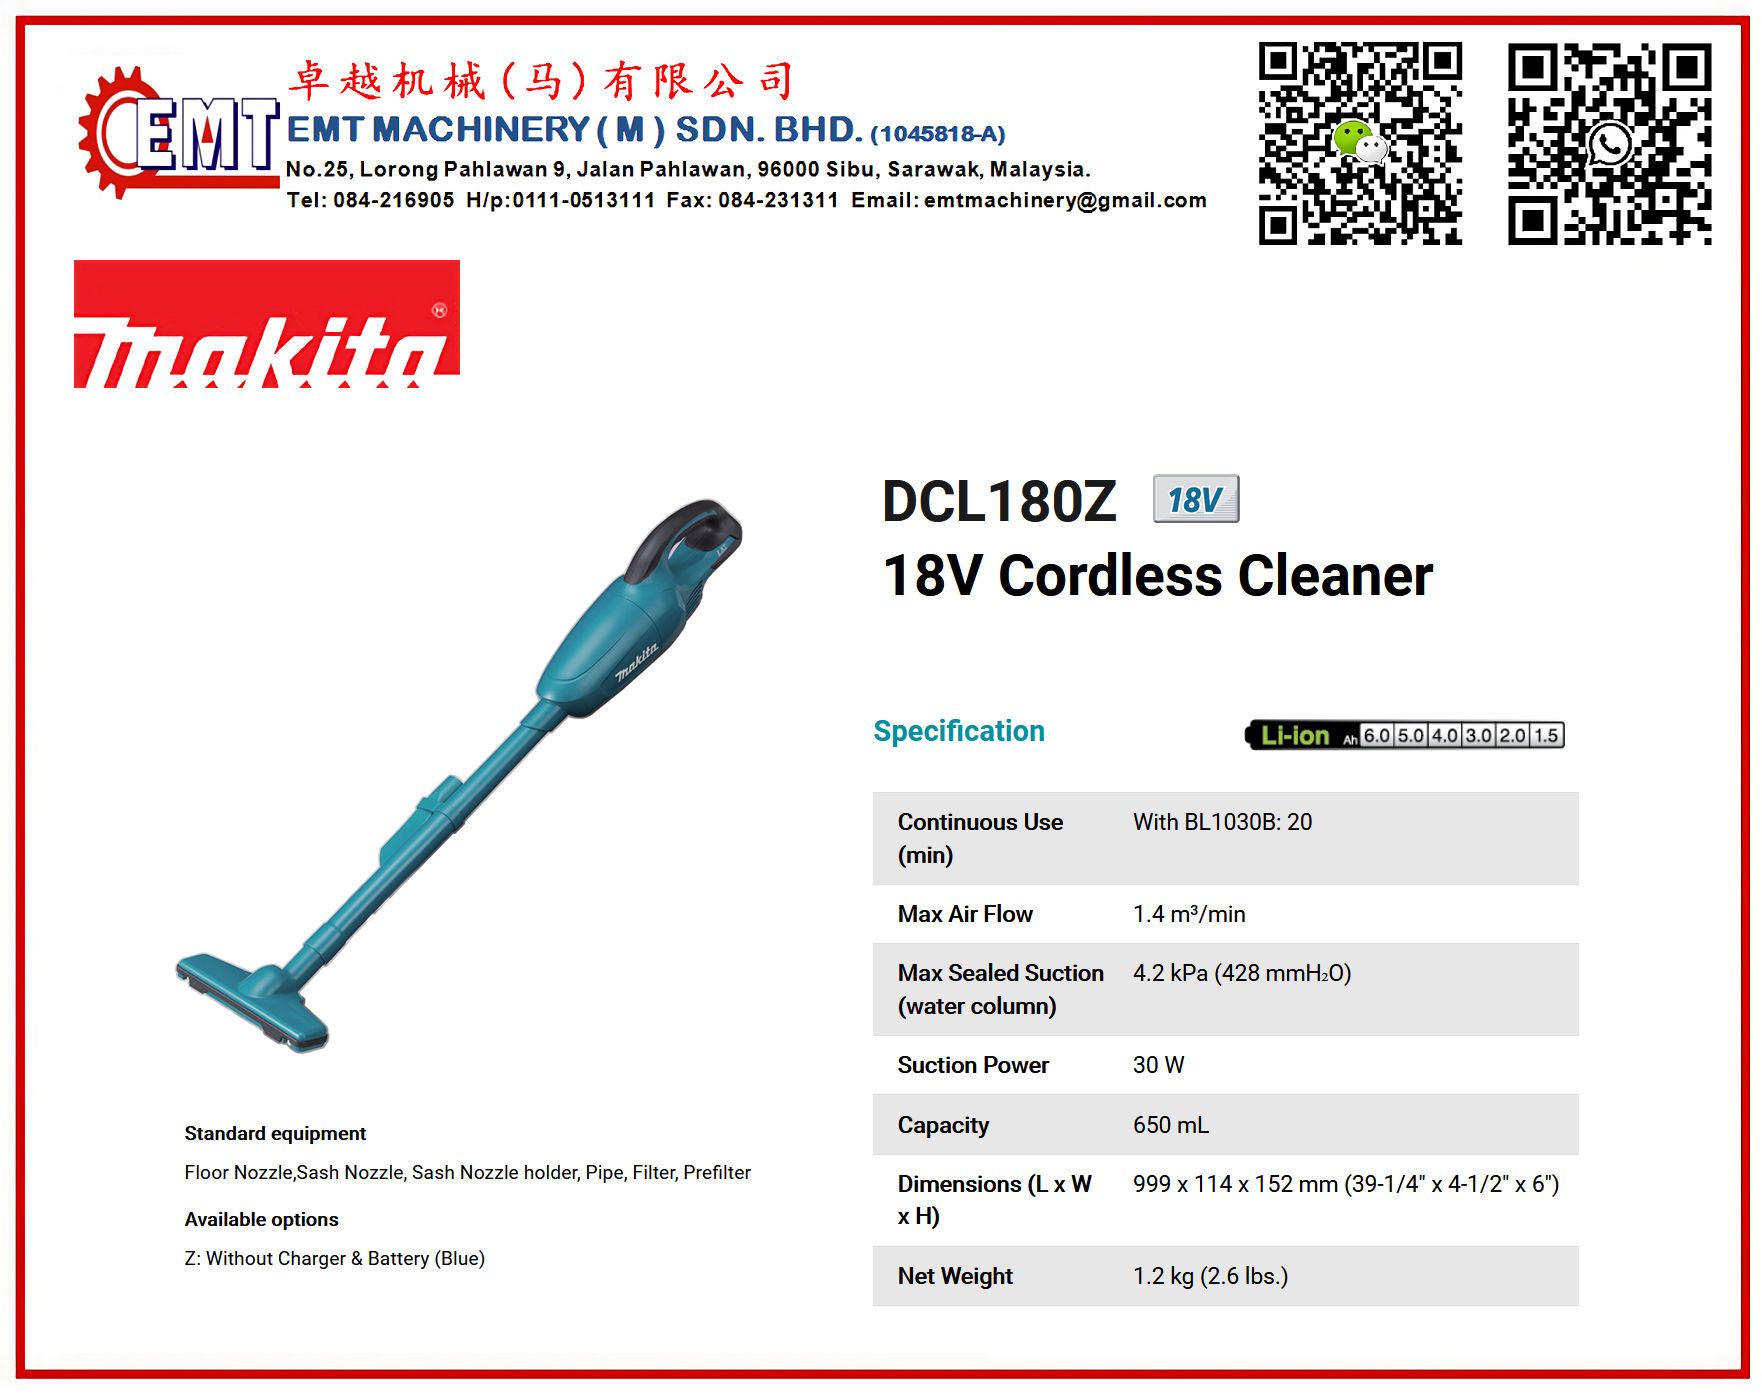 卓越机械(马)有限公司
EMT
EMT MACHINERY ( M ) SDN. BHD. (1045818-A)
No.25, Lorong Pahlawan 9, Jalan Pahlawan, 96000 Sibu, Sarawak, Malaysia.
Tel: 084-216905 H/p:0111-0513111 Fax: 084-231311 Email: emtmachinery@gmail.com
makita
DCL180Z 18V
18V Cordless Cleaner
LXT
makita
Specification
Li-ion Ah 6.0 5.0 4.0 3.0 2.0 1.5
Continuous Use With BL1030B: 20
(min)
Max Air Flow 1.4 m³/min
Max Sealed Suction 4.2 kPa (428 mmH₂O)
(water column)
Suction Power 30 W
Capacity 650 mL
Dimensions (L x W 999 x 114 x 152 mm (39-1/4" x 4-1/2" x 6")
x H)
Net Weight 1.2 kg (2.6 lbs.)
Standard equipment
Floor Nozzle,Sash Nozzle, Sash Nozzle holder, Pipe, Filter, Prefilter
Available options
Z: Without Charger & Battery (Blue)